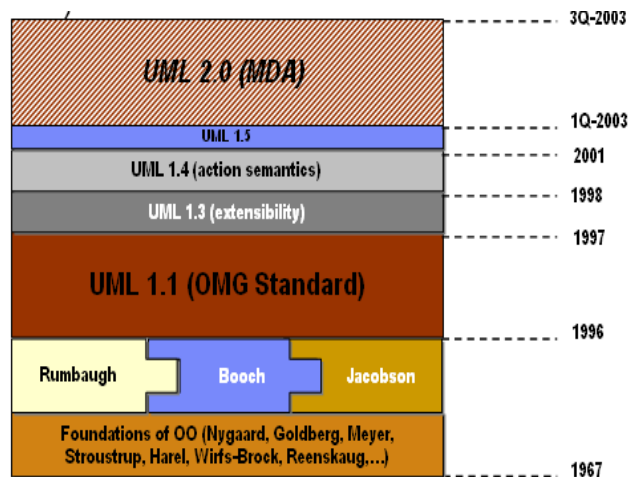 3Q-2003
UML 2.0 (MDA)
1Q-2003
UML 1.5
2001
UML 1.4 (action semantics)
1998
UML 1.3 (extensibility)
1997
UML 1.1 (OMG Standard)
1996
Rumbaugh Booch Jacobson
Foundations of OO (Nygaard, Goldberg, Meyer,
Stroustrup, Harel, Wirfs-Brock, Reenskaug,...)
1967